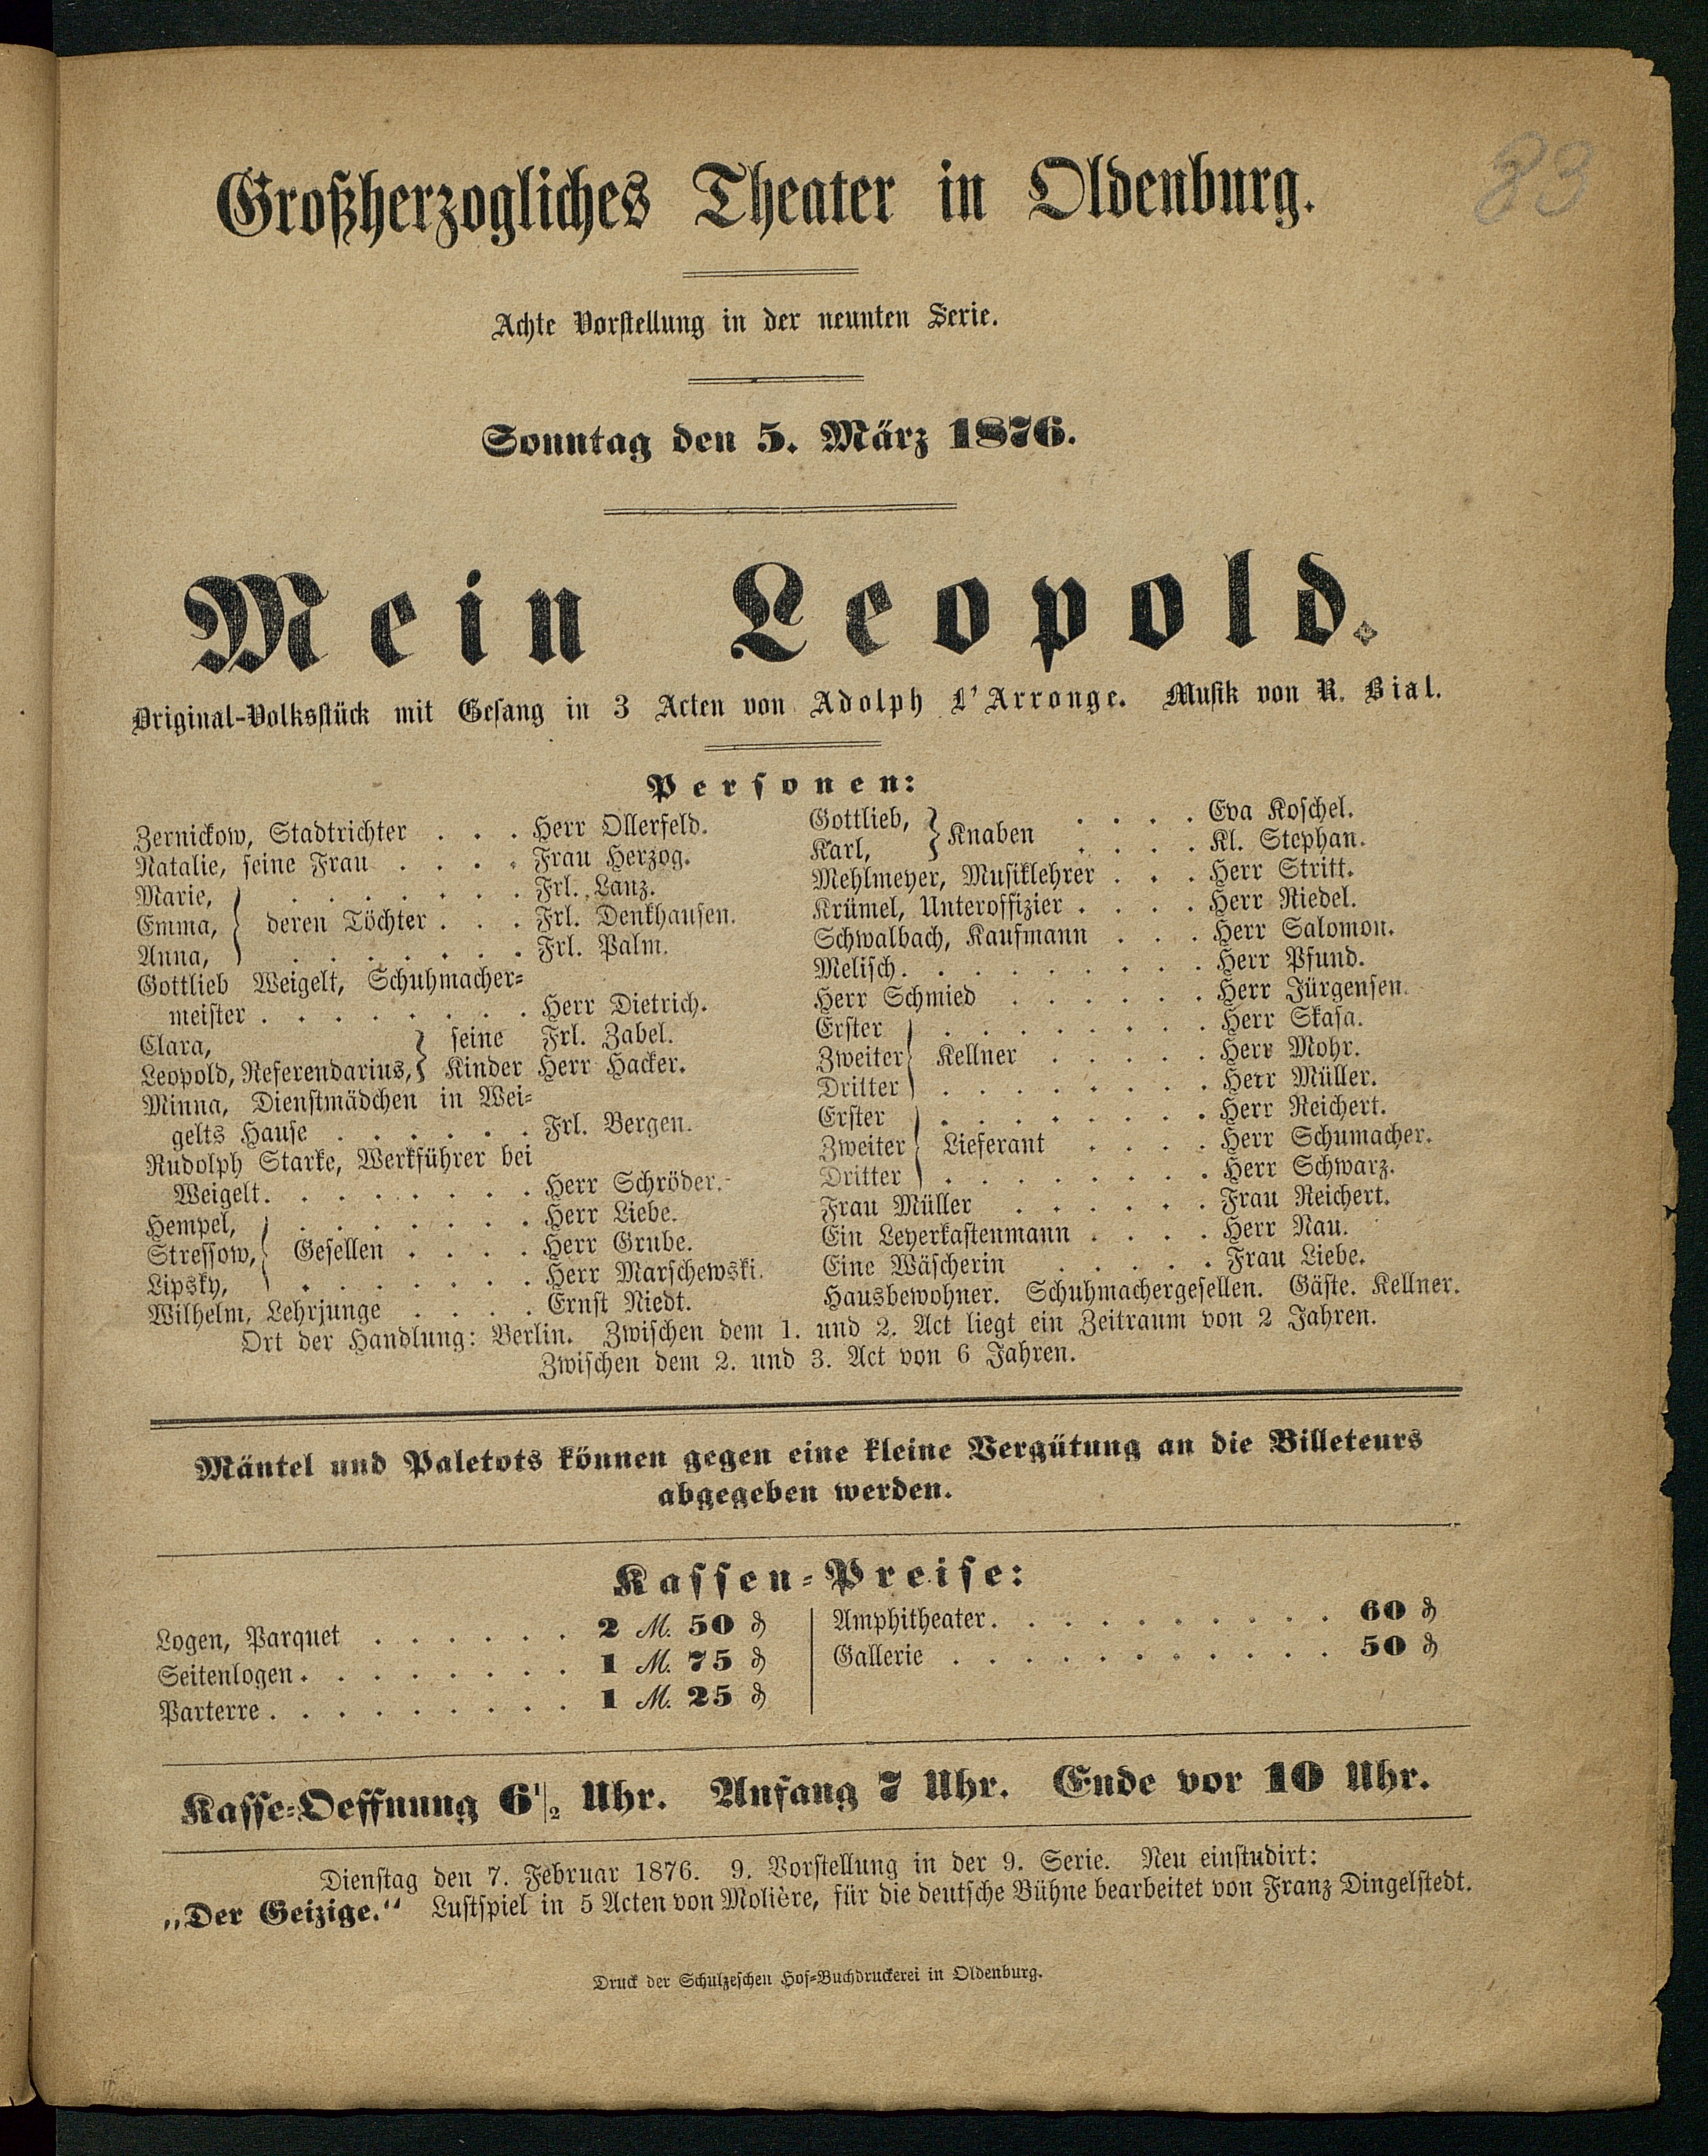 83
Großherzogliches Theater in Oldenburg.
Achte Vorstellung in der neunten Serie.
Sonntag den 5. März 1876.
Mein Leopold.
Original-Volksstück mit Gesang in 3 Acten von Adolph L'Arronge. Musik von R. Bial.
Personen:
Zernickow, Stadtrichter . . . Herr Ollerfeld.
Natalie, seine Frau . . . . Frau Herzog.
Marie, . . . . . . . Frl. Lanz.
Emma, } deren Töchter . . . Frl. Denkhausen.
Anna, . . . . . . . Frl. Palm.
Gottlieb Weigelt, Schuhmacher-
meister . . . . . . . . Herr Dietrich.
Clara, } seine Frl. Zabel.
Leopold, Referendarius, } Kinder Herr Hacker.
Minna, Dienstmädchen in Wei-
gelts Hause . . . . . . Frl. Bergen.
Rudolph Starke, Werkführer bei
Weigelt. . . . . . . . Herr Schröder.
Hempel, . . . . . . . Herr Liebe.
Stressow, } Gesellen . . . . Herr Grube.
Lipsky, . . . . . . . Herr Marschewski.
Wilhelm, Lehrjunge . . . . Ernst Niedt.
Gottlieb, } Knaben . . . . Eva Koschel.
Karl, . . . . Kl. Stephan.
Mehlmeyer, Musiklehrer . . . Herr Stritt.
Krümel, Unteroffizier . . . . Herr Riedel.
Schwalbach, Kaufmann . . . Herr Salomon.
Melisch. . . . . . . . . Herr Pfund.
Herr Schmied . . . . . . Herr Jürgensen.
Erster . . . . . . . . Herr Skasa.
Zweiter } Kellner . . . . . Herr Mohr.
Dritter . . . . . . . . Herr Müller.
Erster . . . . . . . . Herr Reichert.
Zweiter } Lieferant . . . . Herr Schumacher.
Dritter . . . . . . . . Herr Schwarz.
Frau Müller . . . . . . Frau Reichert.
Ein Leyerkastenmann . . . . Herr Nau.
Eine Wäscherin . . . . . Frau Liebe.
Hausbewohner. Schuhmachergesellen. Gäste. Kellner.
Ort der Handlung: Berlin. Zwischen dem 1. und 2. Act liegt ein Zeitraum von 2 Jahren.
Zwischen dem 2. und 3. Act von 6 Jahren.
Mäntel und Paletots können gegen eine kleine Vergütung an die Billeteurs
abgegeben werden.
Kassen-Preise:
Logen, Parquet . . . . . . 2 M. 50 ₰
Seitenlogen. . . . . . . . 1 M. 75 ₰
Parterre . . . . . . . . . 1 M. 25 ₰
Amphitheater. . . . . . . . . . 60 ₰
Gallerie . . . . . . . . . . . 50 ₰
Kasse-Oeffnung 6 1/2 Uhr. Anfang 7 Uhr. Ende vor 10 Uhr.
Dienstag den 7. Februar 1876. 9. Vorstellung in der 9. Serie. Neu einstudirt:
„Der Geizige.“ Lustspiel in 5 Acten von Molière, für die deutsche Bühne bearbeitet von Franz Dingelstedt.
Druck der Schulzeschen Hof-Buchdruckerei in Oldenburg.